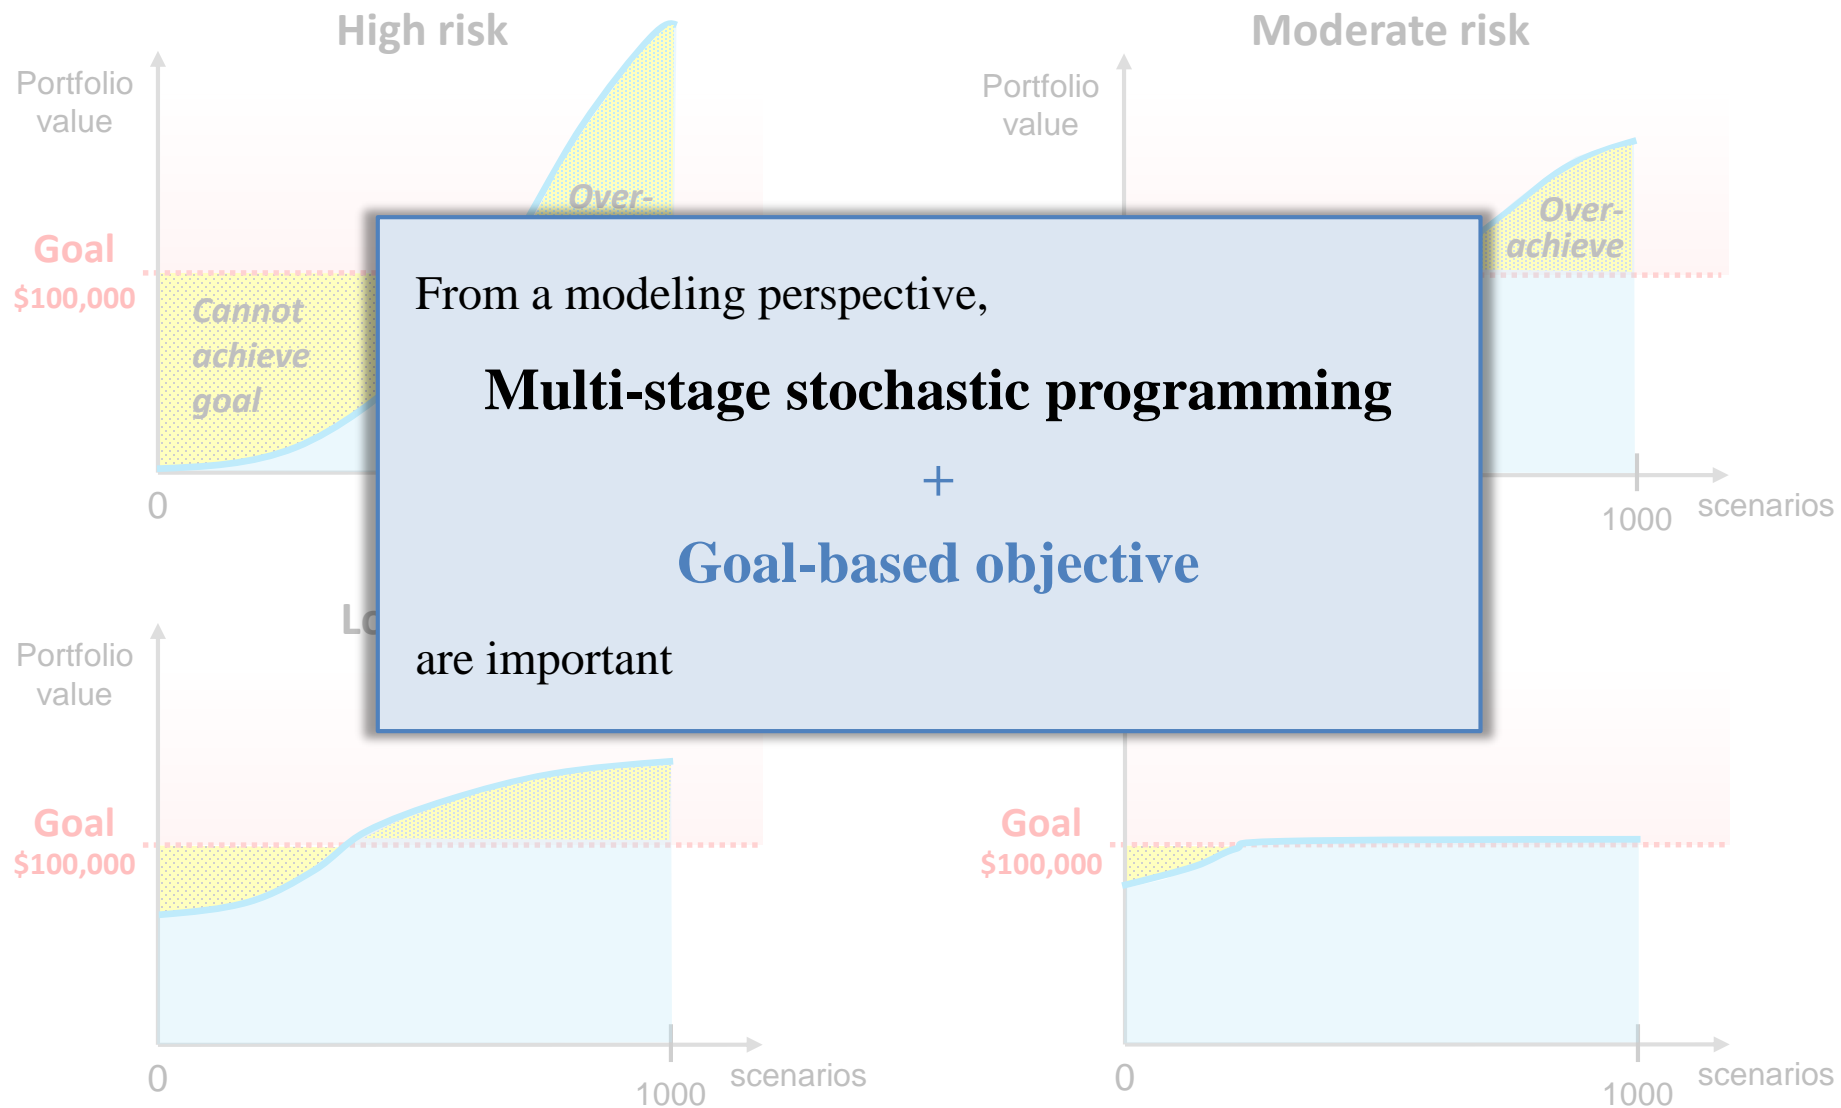 High risk
Portfolio
value
Goal
$100,000
Over-
Cannot
achieve
goal
0
Moderate risk
Portfolio
value
Over-
achieve
1000
scenarios
From a modeling perspective,
Multi-stage stochastic programming
+
Goal-based objective
are important
Portfolio
value
Goal
$100,000
0
1000
scenarios
Goal
$100,000
0
1000
scenarios